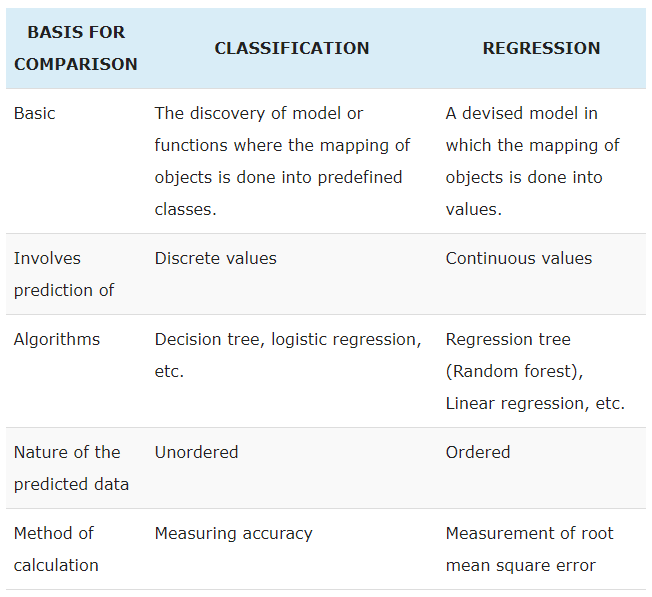 BASIS FOR
COMPARISON
CLASSIFICATION
REGRESSION
Basic
The discovery of model or
functions where the mapping of
objects is done into predefined
classes.
A devised model in
which the mapping of
objects is done into
values.
Involves
prediction of
Discrete values
Continuous values
Algorithms
Decision tree, logistic regression,
etc.
Regression tree
(Random forest),
Linear regression, etc.
Nature of the
predicted data
Unordered
Ordered
Method of
calculation
Measuring accuracy
Measurement of root
mean square error